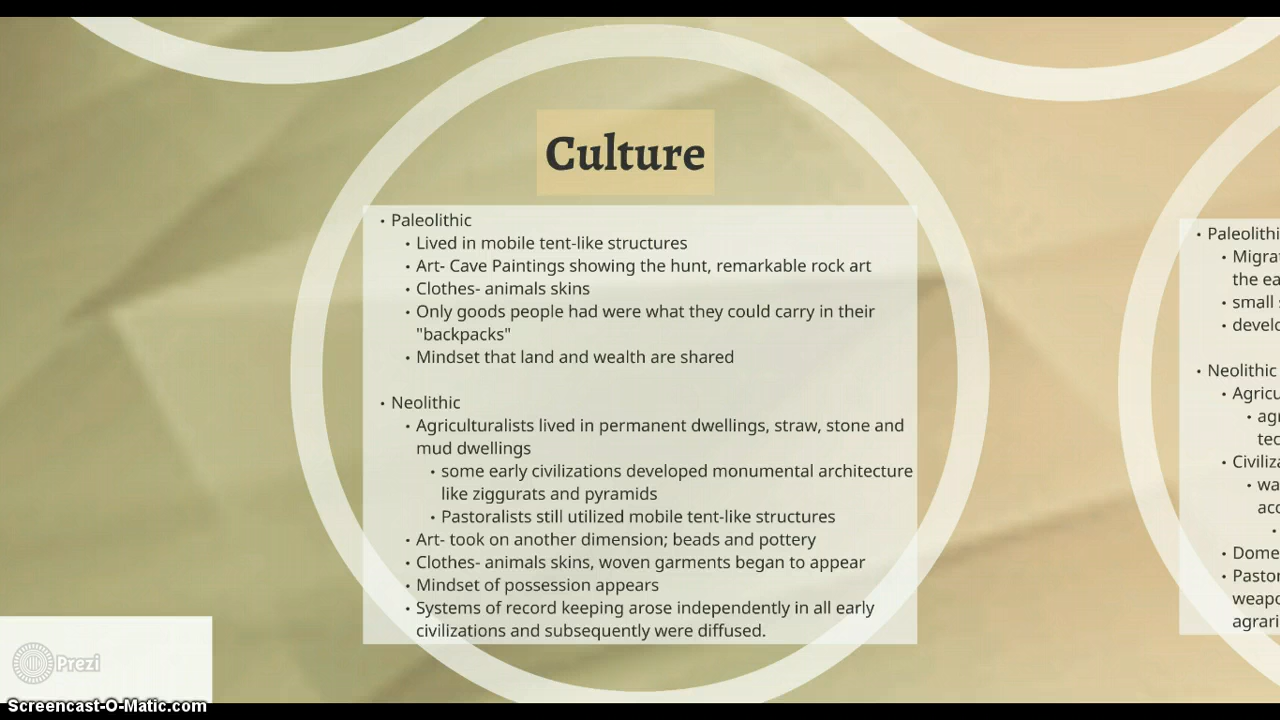 Culture
• Paleolithic
• Lived in mobile tent-like structures
• Art- Cave Paintings showing the hunt, remarkable rock art
• Clothes- animals skins
• Only goods people had were what they could carry in their
"backpacks"
• Mindset that land and wealth are shared
• Neolithic
• Agriculturalists lived in permanent dwellings, straw, stone and
mud dwellings
• some early civilizations developed monumental architecture
like ziggurats and pyramids
• Pastoralists still utilized mobile tent-like structures
• Art- took on another dimension; beads and pottery
• Clothes- animals skins, woven garments began to appear
• Mindset of possession appears
• Systems of record keeping arose independently in all early
civilizations and subsequently were diffused.
• Paleolithi
• Migra
the ea
• small
• develo
• Neolithic
• Agricu
• agr
tec
• Civiliza
• wa
acc
•
• Dome
• Pastor
weapo
agrari
Prezi
Screencast-O-Matic.com